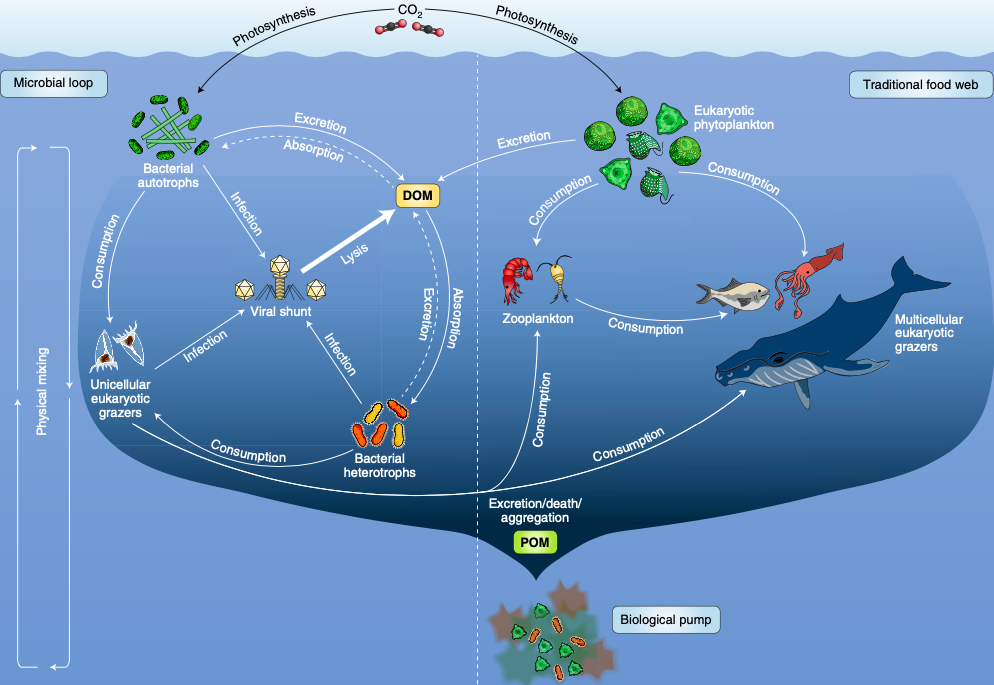 CO2
Photosynthesis
Photosynthesis
Microbial loop
Traditional food web
Bacterial
autotrophs
Excretion
Absorption
DOM
Excretion
Eukaryotic
phytoplankton
Consumption
Infection
Lysis
Consumption
Consumption
Viral shunt
Zooplankton
Consumption
Multicellular
eukaryotic
grazers
Unicellular
eukaryotic
grazers
Infection
Infection
Excretion
Absorption
Physical mixing
Consumption
Bacterial
heterotrophs
Consumption
Consumption
Excretion/death/
aggregation
POM
Biological pump